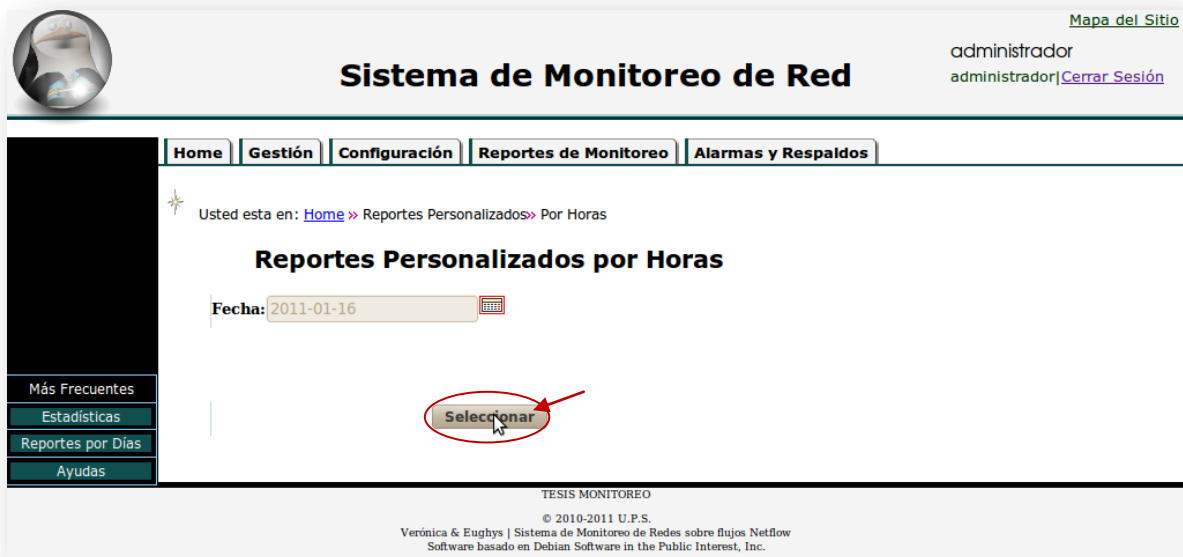 Mapa del Sitio
administrador
Sistema de Monitoreo de Red
administrador|Cerrar Sesión
Home Gestión Configuración Reportes de Monitoreo Alarmas y Respaldos
Usted esta en: Home » Reportes Personalizados» Por Horas
Reportes Personalizados por Horas
Fecha: 2011-01-16
Más Frecuentes
Estadísticas
Seleccionar
Reportes por Días
Ayudas
TESIS MONITOREO
© 2010-2011 U.P.S.
Verónica & Eughys | Sistema de Monitoreo de Redes sobre flujos Netflow
Software basado en Debian Software in the Public Interest, Inc.